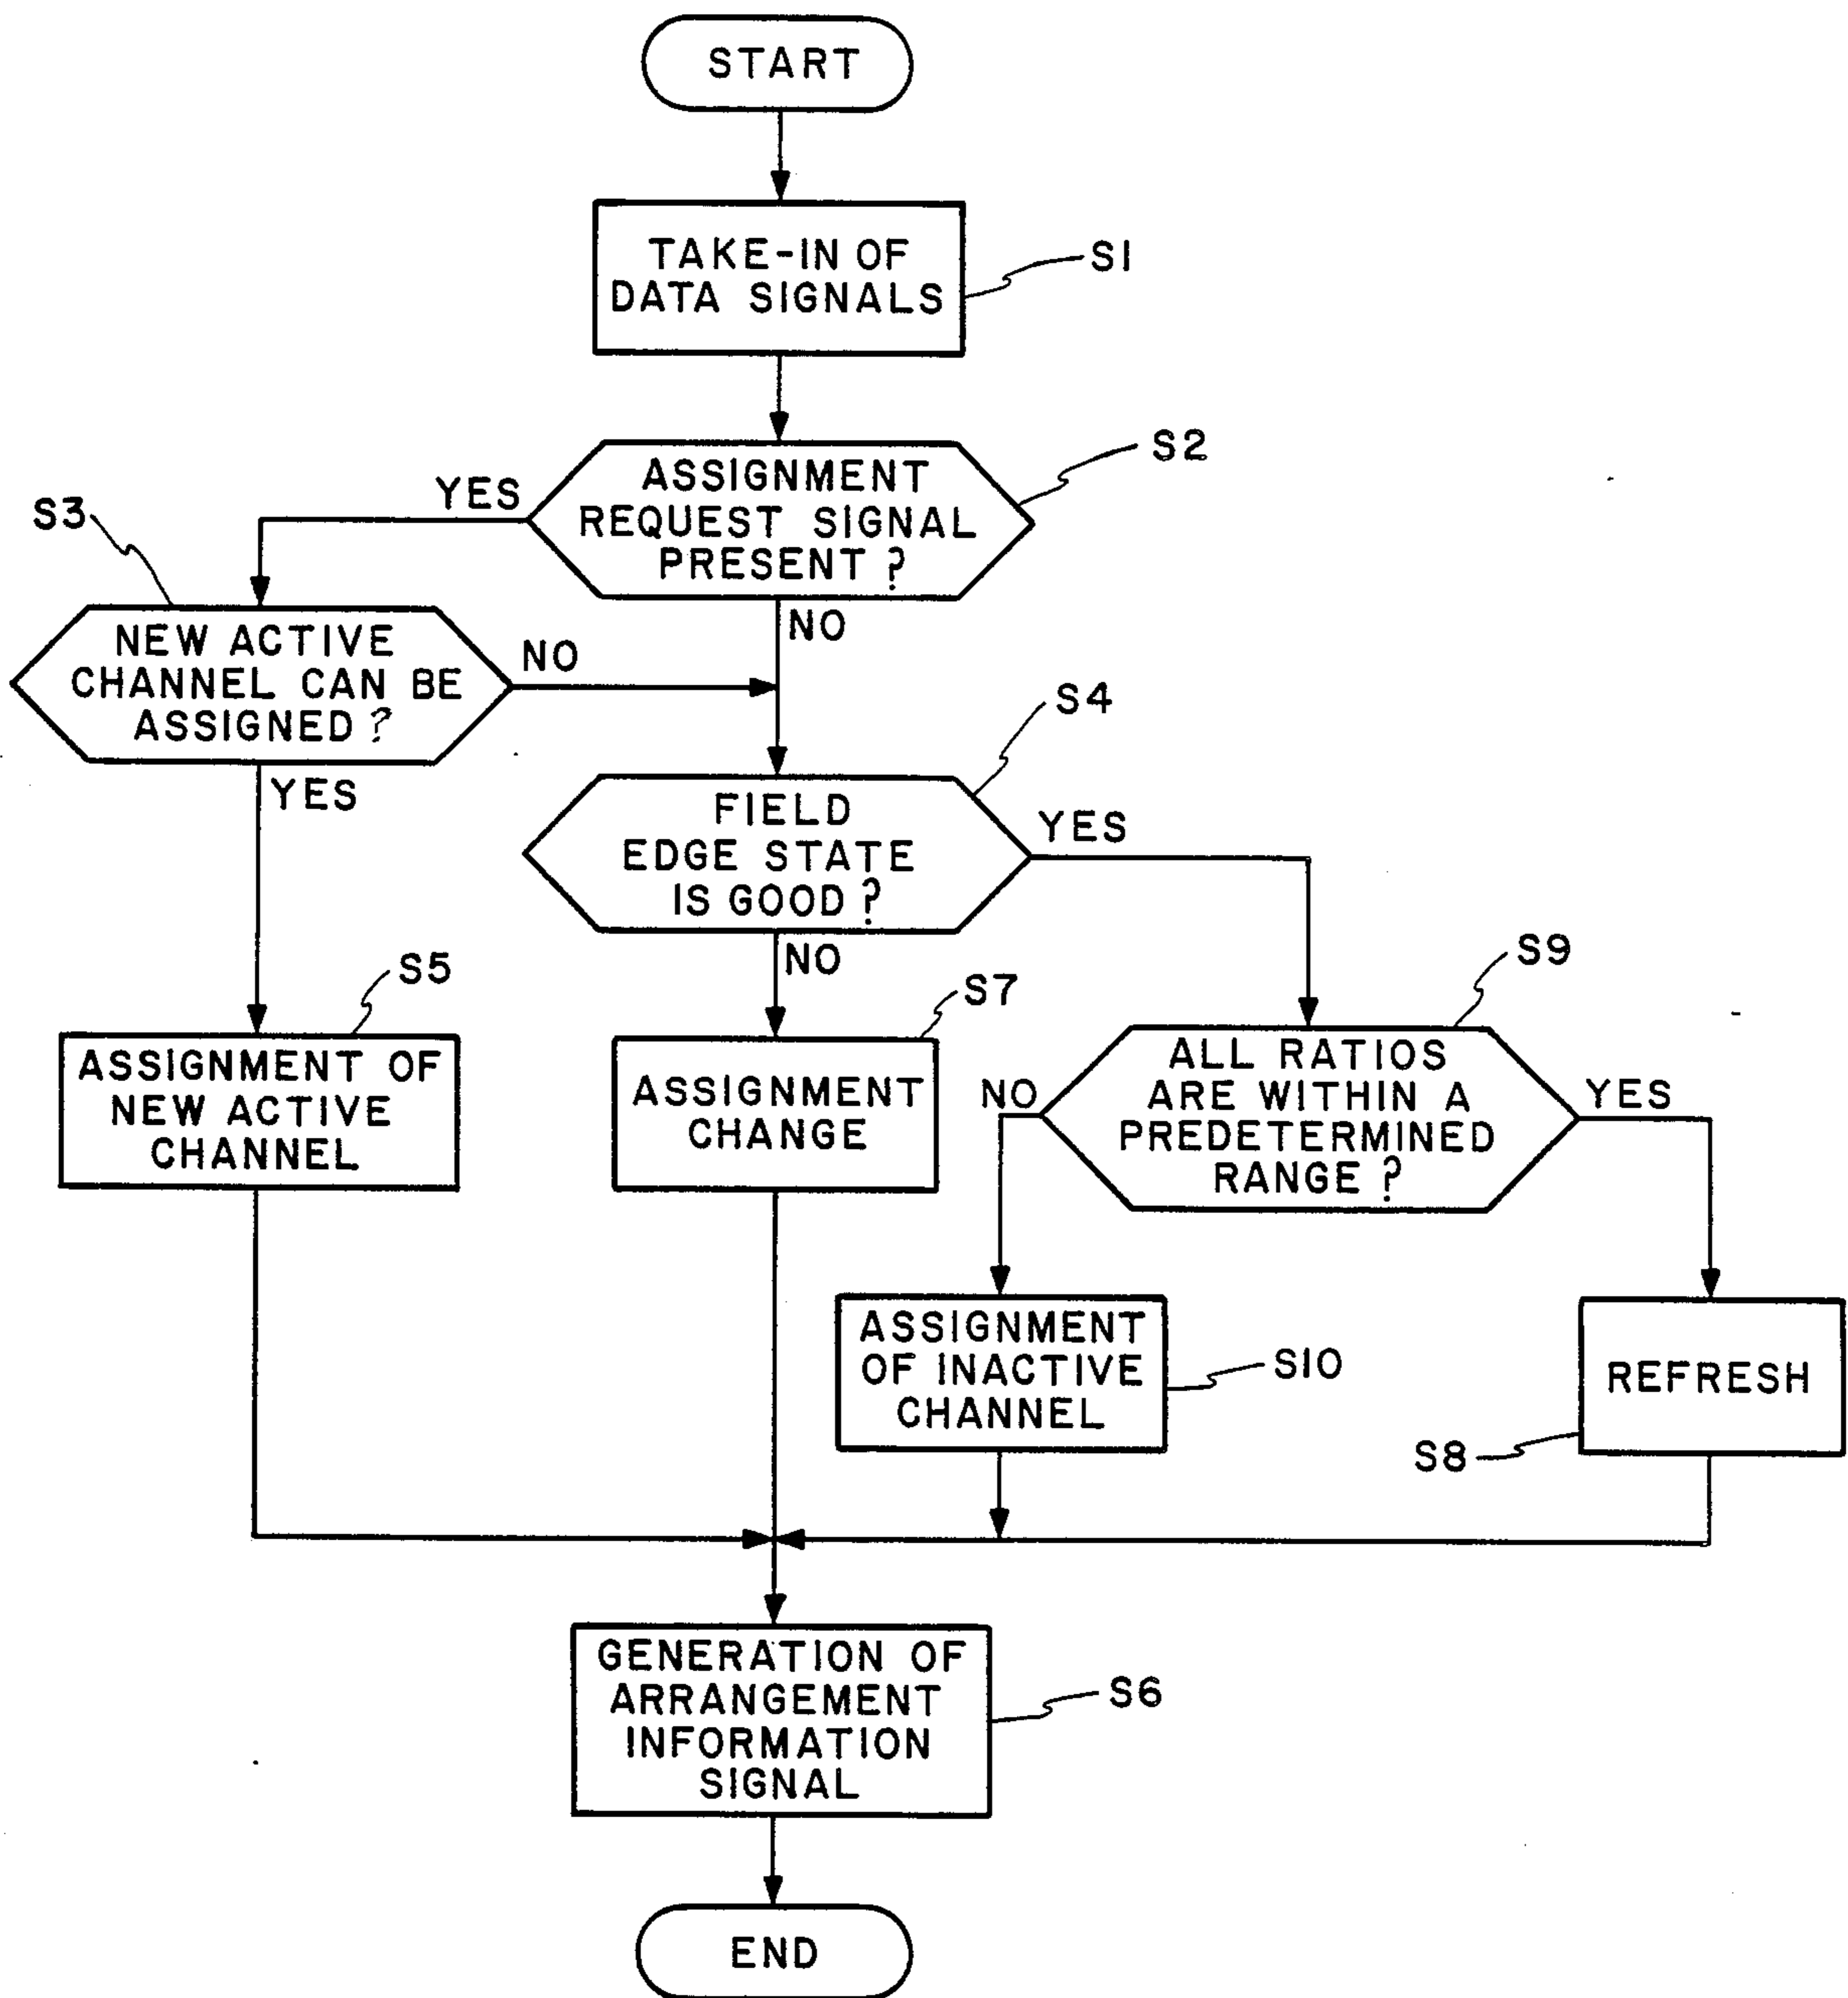 START
TAKE-IN OF
DATA SIGNALS
S1
ASSIGNMENT
REQUEST SIGNAL
PRESENT ?
S2
YES
NO
S3
NEW ACTIVE
CHANNEL CAN BE
ASSIGNED ?
NO
YES
S4
FIELD
EDGE STATE
IS GOOD ?
YES
NO
S5
ASSIGNMENT OF
NEW ACTIVE
CHANNEL
S7
ASSIGNMENT
CHANGE
S9
ALL RATIOS
ARE WITHIN A
PREDETERMINED
RANGE ?
NO
YES
ASSIGNMENT
OF INACTIVE
CHANNEL
S10
REFRESH
S8
GENERATION OF
ARRANGEMENT
INFORMATION
SIGNAL
S6
END